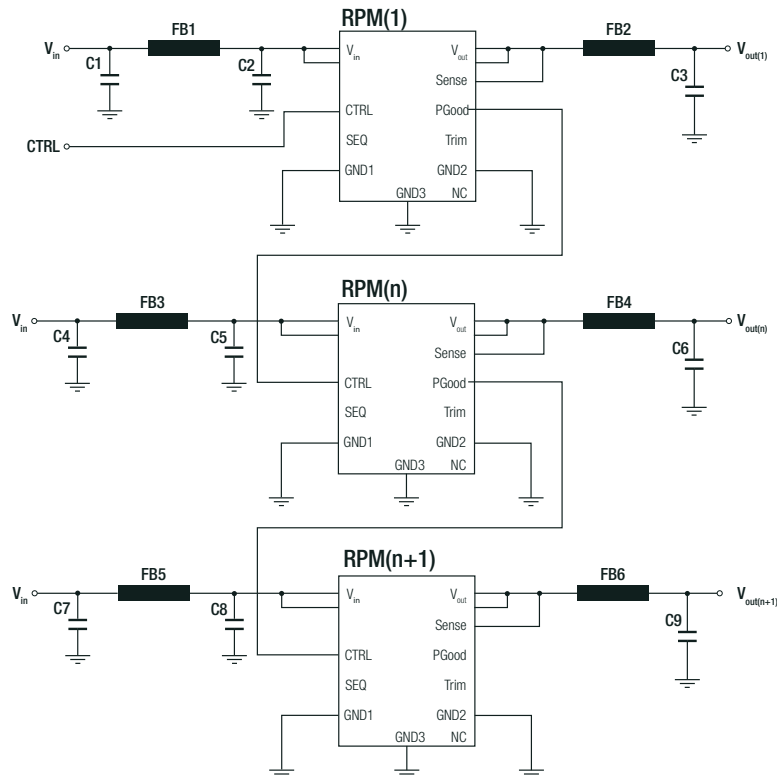 RPM(1)
FB1
FB2
Vin
C1
C2
Vin
Vout
Vout(1)
Sense
C3
CTRL
PGood
CTRL
SEQ
Trim
GND1
GND2
GND3
NC
RPM(n)
FB3
FB4
Vin
C4
C5
Vin
Vout
Vout(n)
Sense
C6
CTRL
PGood
SEQ
Trim
GND1
GND2
GND3
NC
RPM(n+1)
FB5
FB6
Vin
C7
C8
Vin
Vout
Vout(n+1)
Sense
C9
CTRL
PGood
SEQ
Trim
GND1
GND2
GND3
NC